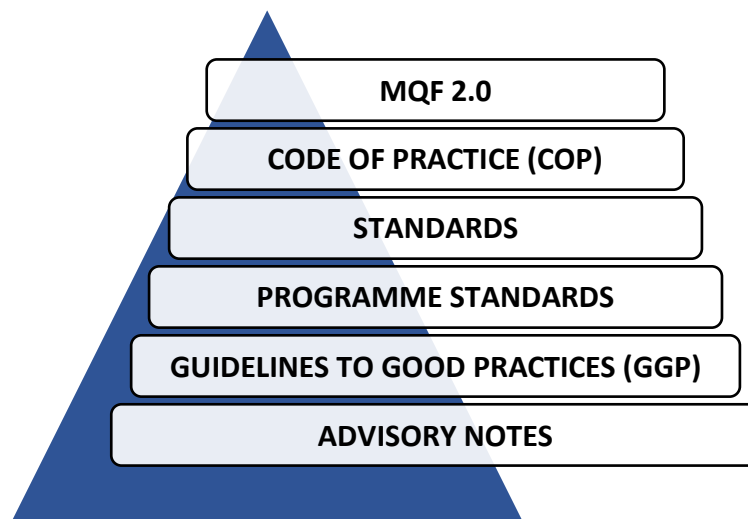 MQF 2.0
CODE OF PRACTICE (COP)
STANDARDS
PROGRAMME STANDARDS
GUIDELINES TO GOOD PRACTICES (GGP)
ADVISORY NOTES